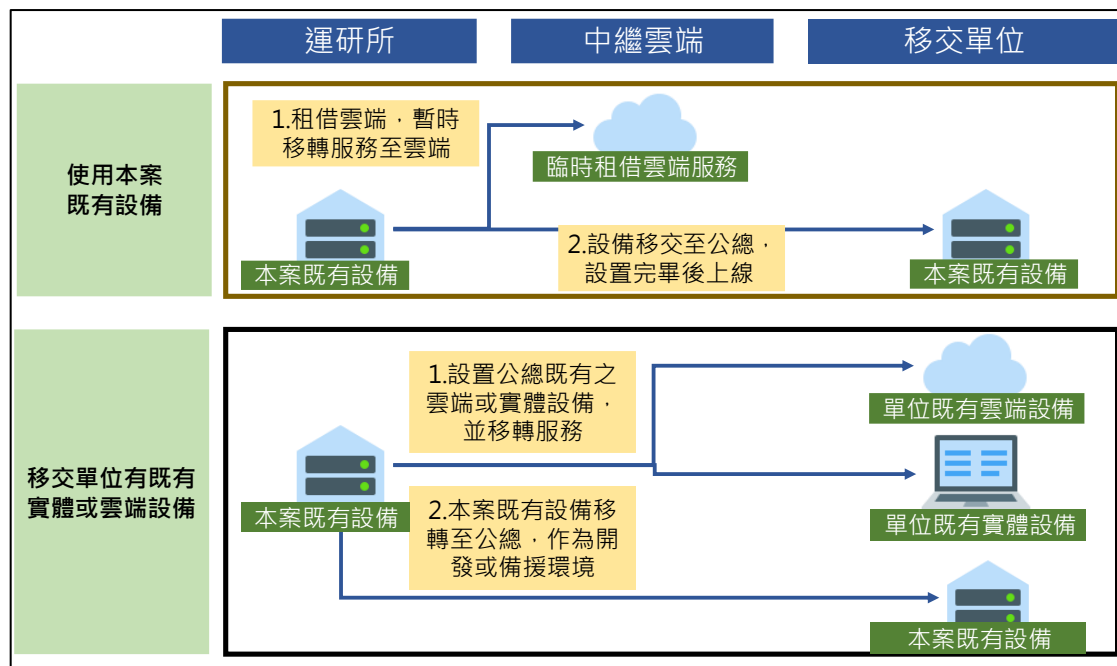 運研所
中繼雲端
移交單位
使用本案
既有設備
1.租借雲端，暫時
移轉服務至雲端
臨時租借雲端服務
本案既有設備
2.設備移交至公總，
設置完畢後上線
本案既有設備
移交單位有既有
實體或雲端設備
1.設置公總既有之
雲端或實體設備，
並移轉服務
單位既有雲端設備
單位既有實體設備
本案既有設備
2.本案既有設備移
轉至公總，作為開
發或備援環境
本案既有設備